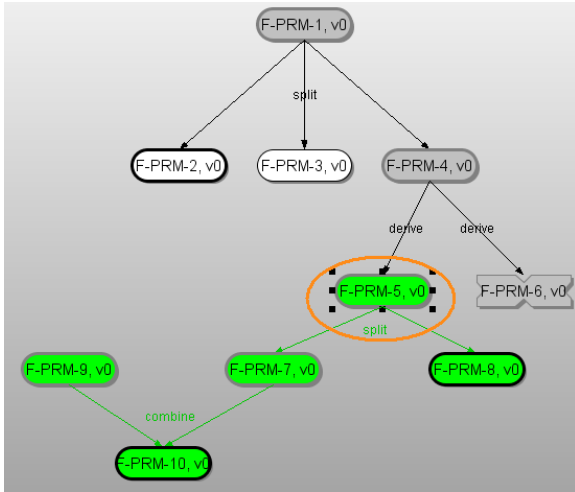 F-PRM-1, v0
split
F-PRM-2, v0
F-PRM-3, v0
F-PRM-4, v0
derive
derive
F-PRM-5, v0
F-PRM-6, v0
split
F-PRM-9, v0
F-PRM-7, v0
F-PRM-8, v0
combine
F-PRM-10, v0